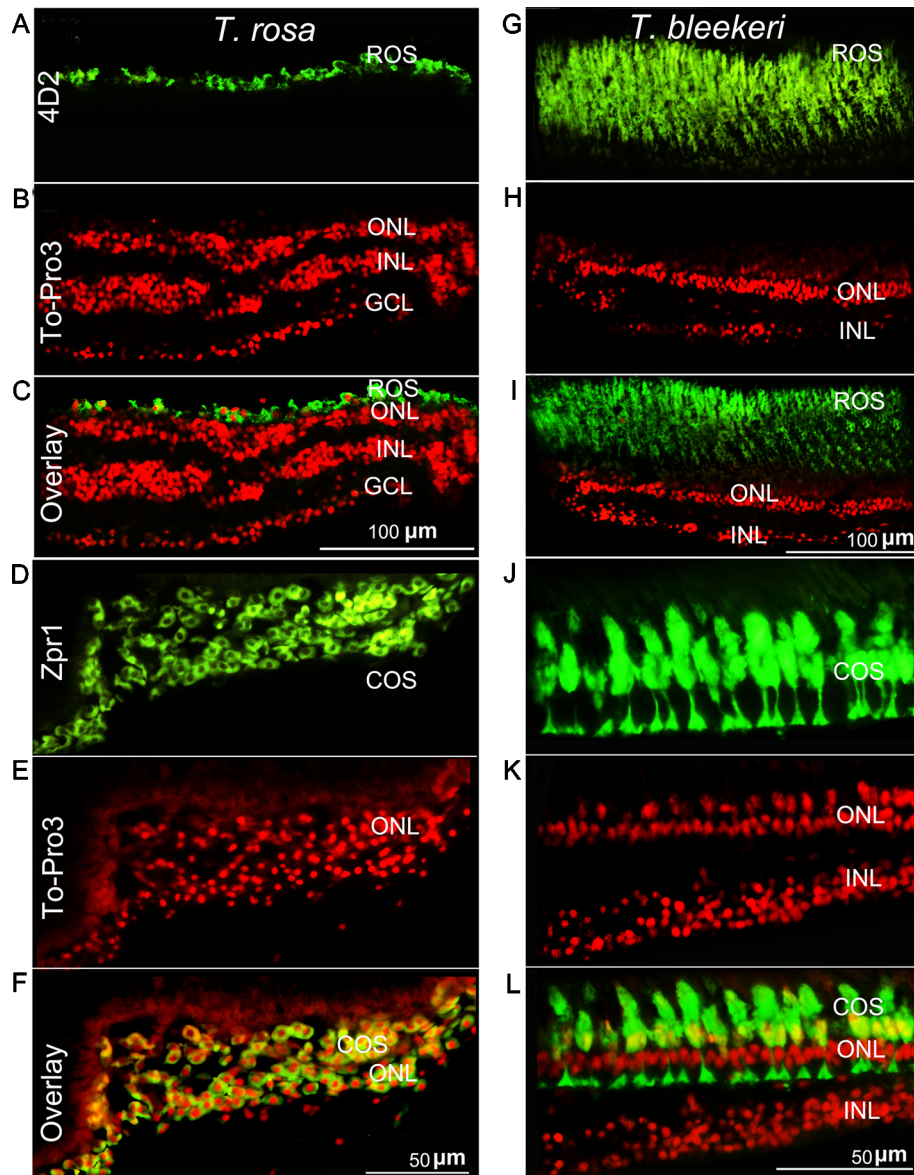 T. rosa
A
ROS
4D2
B
ONL
INL
GCL
To-Pro3
C
ROS
ONL
INL
GCL
Overlay
100 µm
D
Zpr1
COS
E
ONL
To-Pro3
F
COS
ONL
Overlay
50 µm
T. bleekeri
G
ROS
H
ONL
INL
I
ROS
ONL
INL
100 µm
J
COS
K
ONL
INL
L
COS
ONL
INL
50 µm